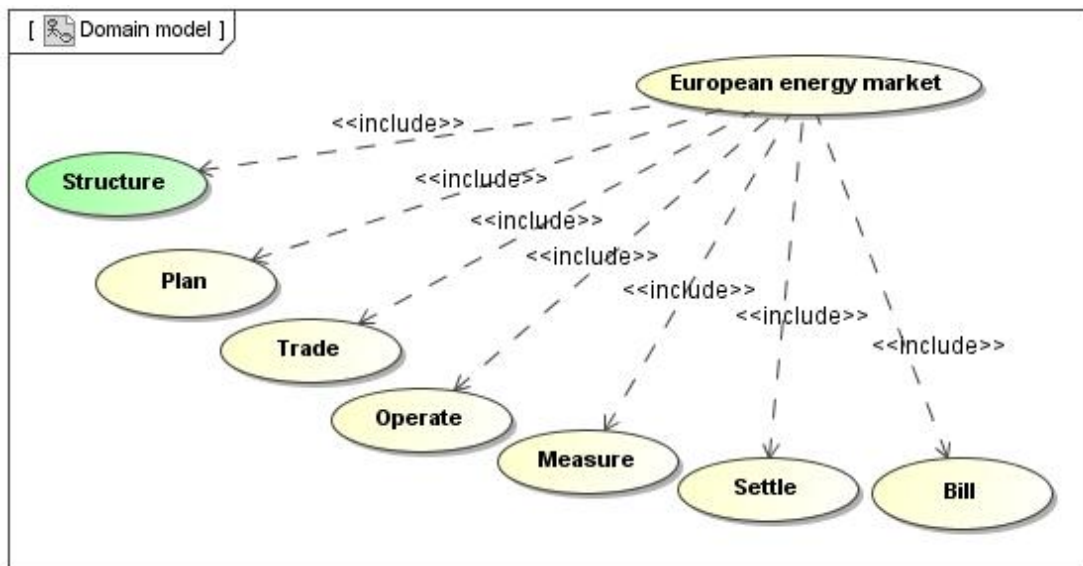 [ Domain model ]
European energy market
<<include>>
Structure
<<include>>
Plan
<<include>>
Trade
<<include>>
Operate
<<include>>
Measure
<<include>>
Settle
<<include>>
Bill